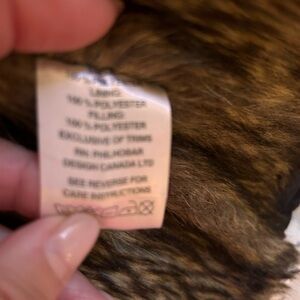 LINING:
100 % POLYESTER
FILLING:
100 % POLYESTER
EXCLUSIVE OF TRIMS
RN: PHILHOBAR
DESIGN CANADA LTD
SEE REVERSE FOR
CARE INSTRUCTIONS